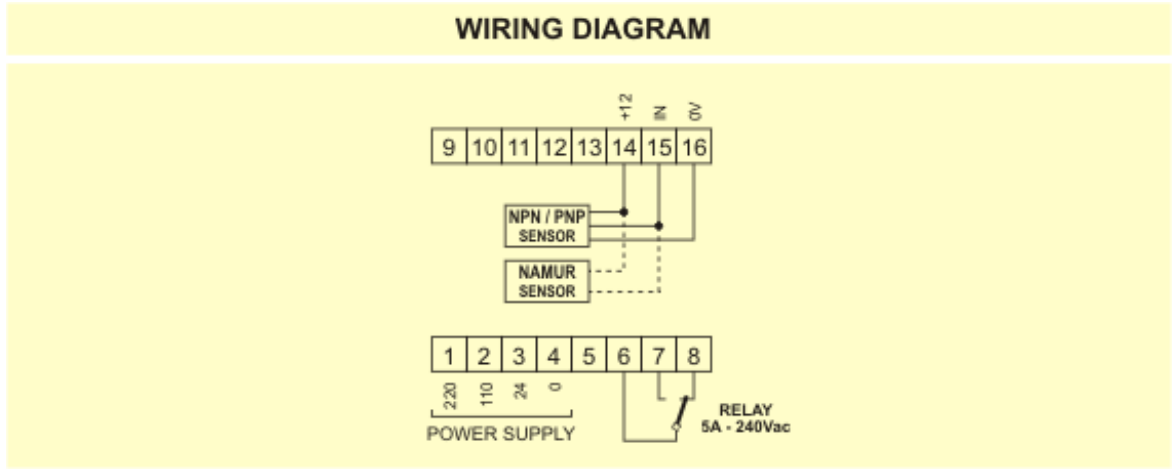 WIRING DIAGRAM
+12 IN 0V
9 10 11 12 13 14 15 16
NPN / PNP
SENSOR
NAMUR
SENSOR
1 2 3 4 5 6 7 8
220 110 24 0
POWER SUPPLY
RELAY
5A - 240Vac